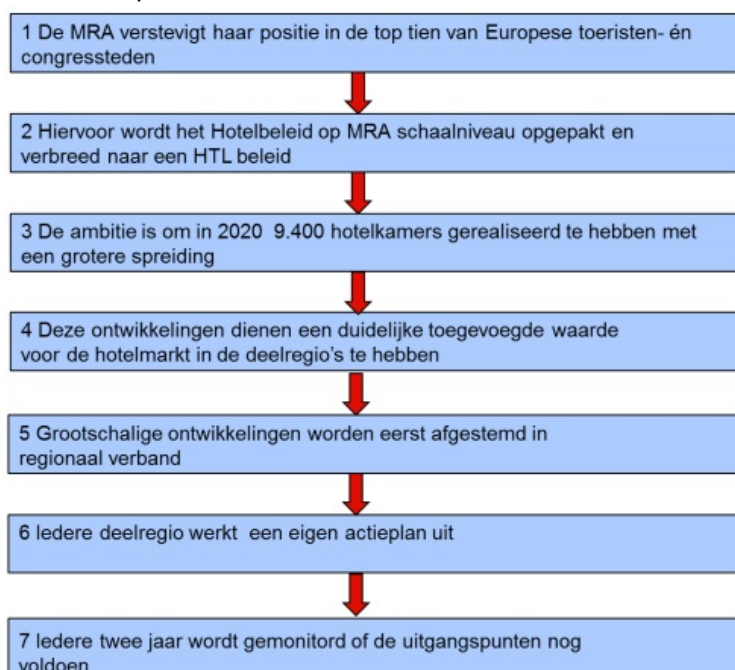 1 De MRA verstevigt haar positie in de top tien van Europese toeristen- én
congressteden
2 Hiervoor wordt het Hotelbeleid op MRA schaalniveau opgepakt en
verbreed naar een HTL beleid
3 De ambitie is om in 2020 9.400 hotelkamers gerealiseerd te hebben met
een grotere spreiding
4 Deze ontwikkelingen dienen een duidelijke toegevoegde waarde
voor de hotelmarkt in de deelregio's te hebben
5 Grootschalige ontwikkelingen worden eerst afgestemd in
regionaal verband
6 Iedere deelregio werkt een eigen actieplan uit
7 Iedere twee jaar wordt gemonitord of de uitgangspunten nog
voldoen